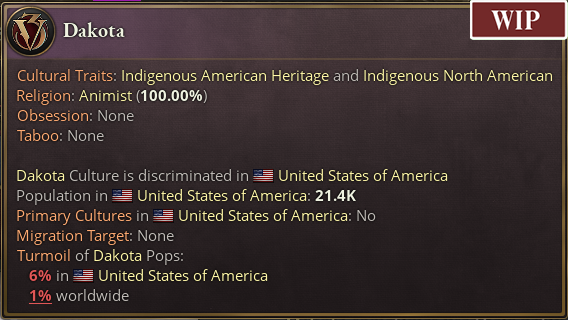 WIP
Dakota
Cultural Traits: Indigenous American Heritage and Indigenous North American
Religion: Animist (100.00%)
Obsession: None
Taboo: None
Dakota Culture is discriminated in United States of America
Population in United States of America: 21.4K
Primary Cultures in United States of America: No
Migration Target: None
Turmoil of Dakota Pops:
6% in United States of America
1% worldwide